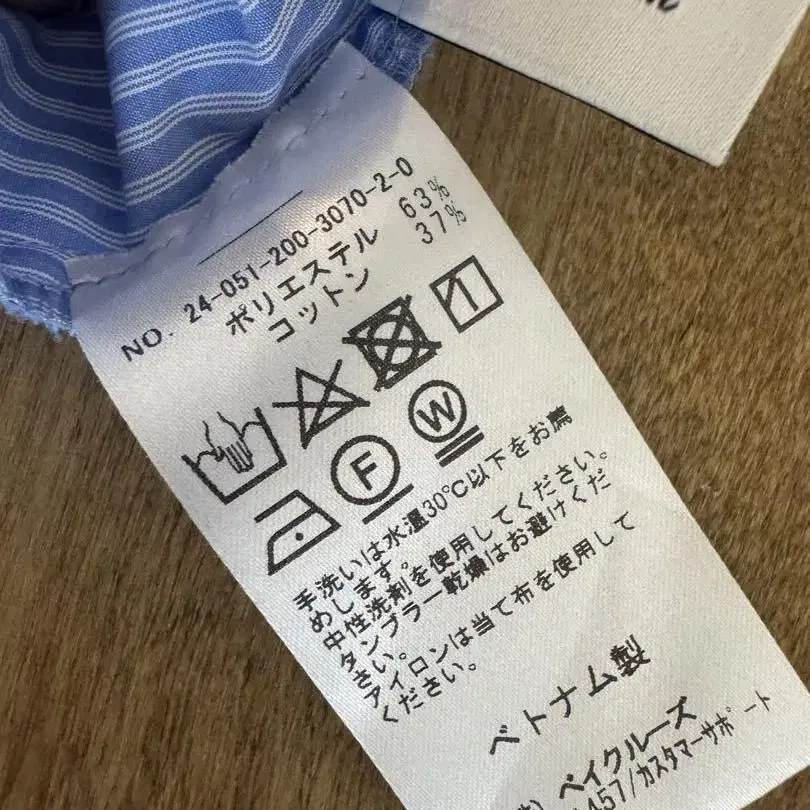 NO. 24-051-200-3070-2-0
ポリエステル 63%
コットン 37%
F
W
手洗いは水温30℃以下をお薦
めします。
中性洗剤を使用してください。
タンブラー乾燥はお避けくだ
さい。
アイロンは当て布を使用して
ください。
ベトナム製
ベイクルーズ
457/カスタマーサポート